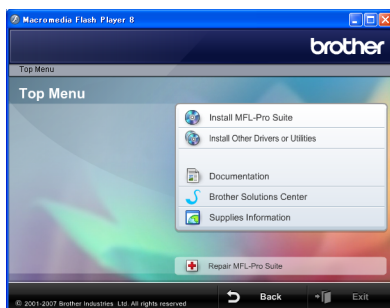 Macromedia Flash Player 8
brother
Top Menu
Top Menu
Install MFL-Pro Suite
Install Other Drivers or Utilities
Documentation
Brother Solutions Center
Supplies Information
Repair MFL-Pro Suite
© 2001-2007 Brother Industries Ltd. All rights reserved
Back
Exit